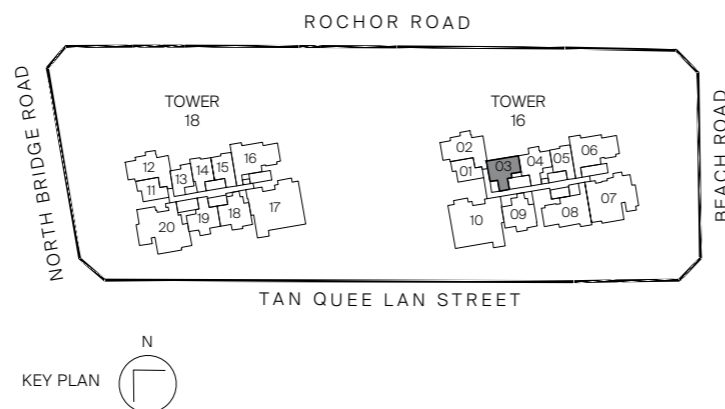 ROCHOR ROAD
NORTH BRIDGE ROAD
BEACH ROAD
TOWER
18
12
11
13
14
15
16
17
18
19
20
TOWER
16
02
01
03
04
05
06
07
08
09
10
TAN QUEE LAN STREET
N
KEY PLAN